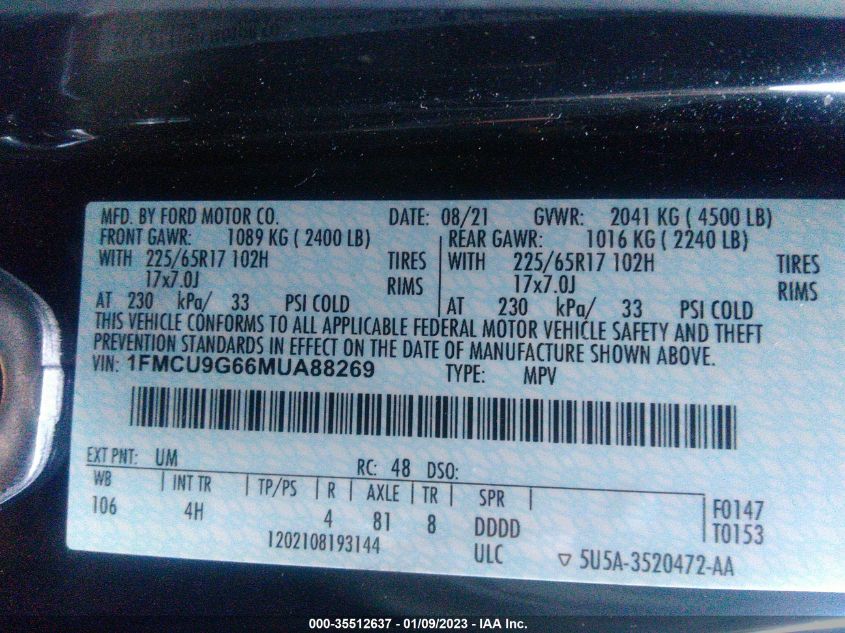 MFD. BY FORD MOTOR CO. DATE: 08/21 GVWR: 2041 KG ( 4500 LB)
FRONT GAWR: 1089 KG ( 2400 LB) REAR GAWR: 1016 KG ( 2240 LB)
WITH 225/65R17 102H TIRES WITH 225/65R17 102H TIRES
17x7.0J RIMS 17x7.0J RIMS
AT 230 kPa/ 33 PSI COLD AT 230 kPa/ 33 PSI COLD
THIS VEHICLE CONFORMS TO ALL APPLICABLE FEDERAL MOTOR VEHICLE SAFETY AND THEFT
PREVENTION STANDARDS IN EFFECT ON THE DATE OF MANUFACTURE SHOWN ABOVE.
VIN: 1FMCU9G66MUA88269 TYPE: MPV
EXT PNT: UM RC: 48 DSO:
WB INT TR TP/PS R AXLE TR SPR F0147
106 4H 4 81 8 DDDD T0153
1202108193144 ULC ▽ 5U5A-3520472-AA
000-35512637 - 01/09/2023 - IAA Inc.